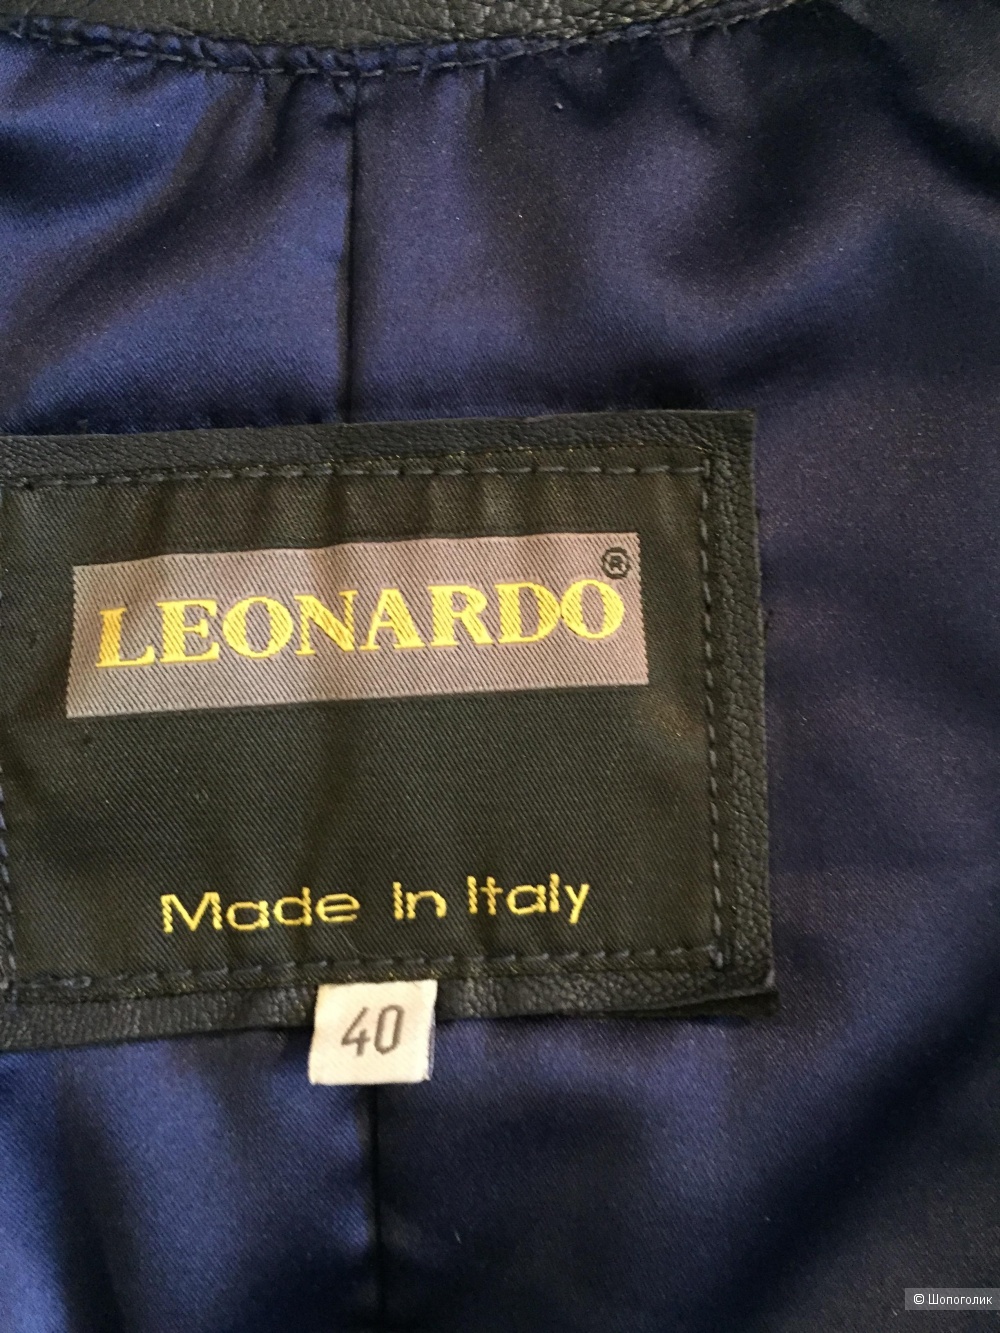 LEONARDO®
Made in Italy
40
© Шопоголик